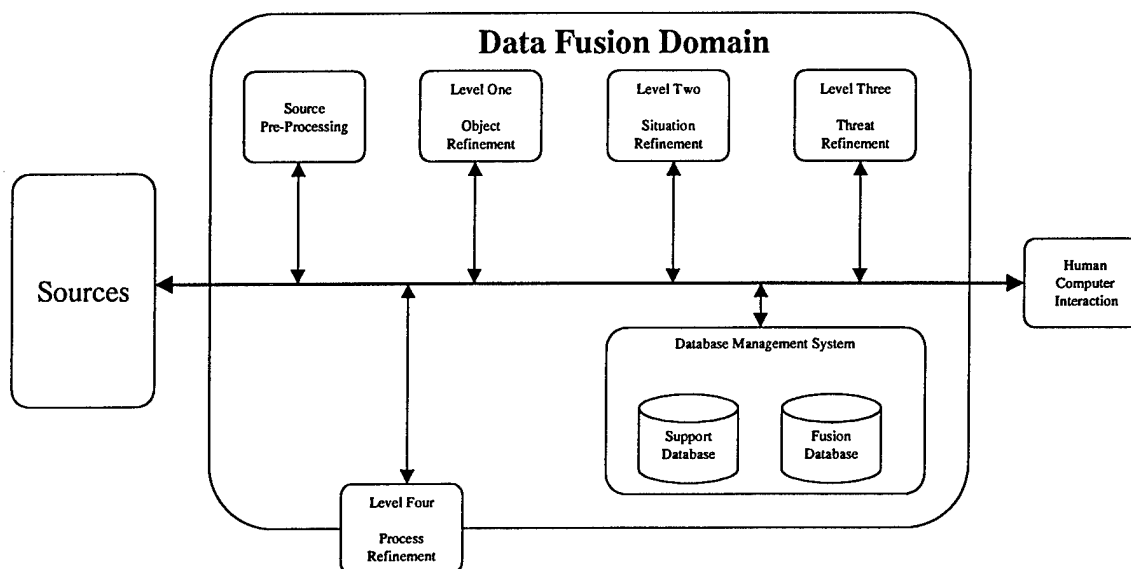 Data Fusion Domain
Source
Pre-Processing
Level One
Object
Refinement
Level Two
Situation
Refinement
Level Three
Threat
Refinement
Sources
Human
Computer
Interaction
Database Management System
Support
Database
Fusion
Database
Level Four
Process
Refinement